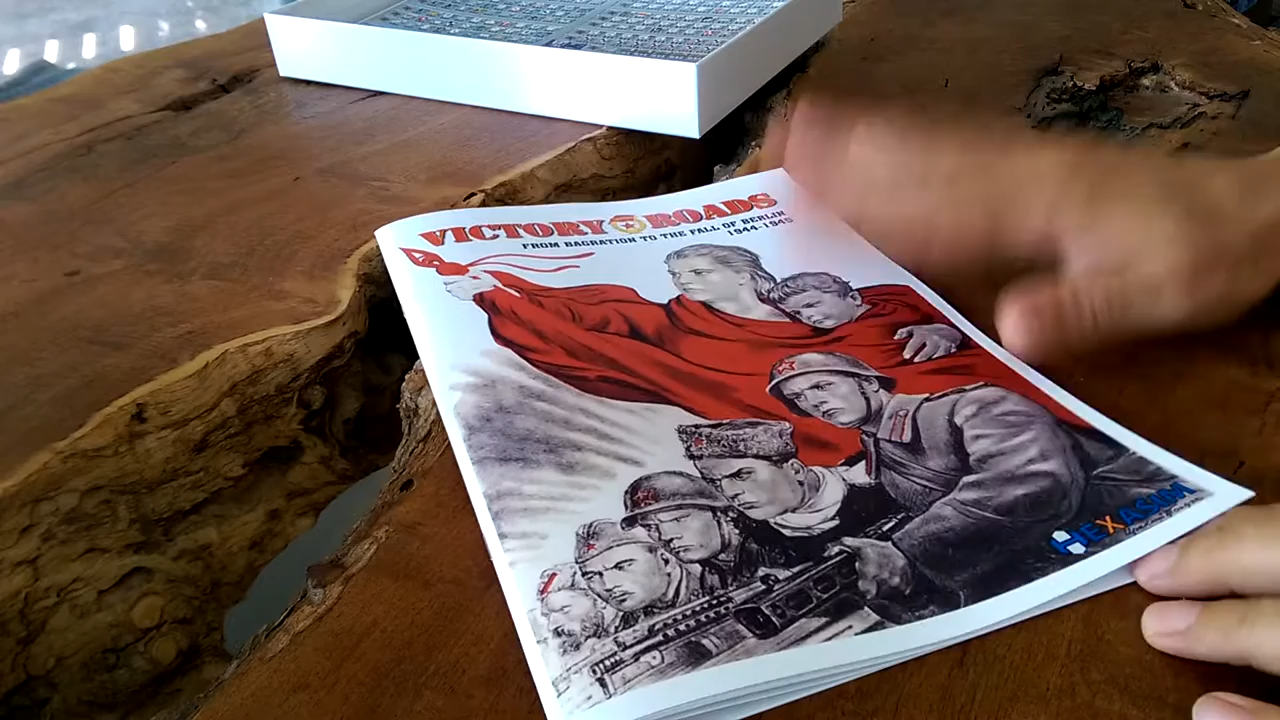 VICTORY ROADS
FROM BAGRATION TO THE FALL OF BERLIN
1944-1945
HEXASIM